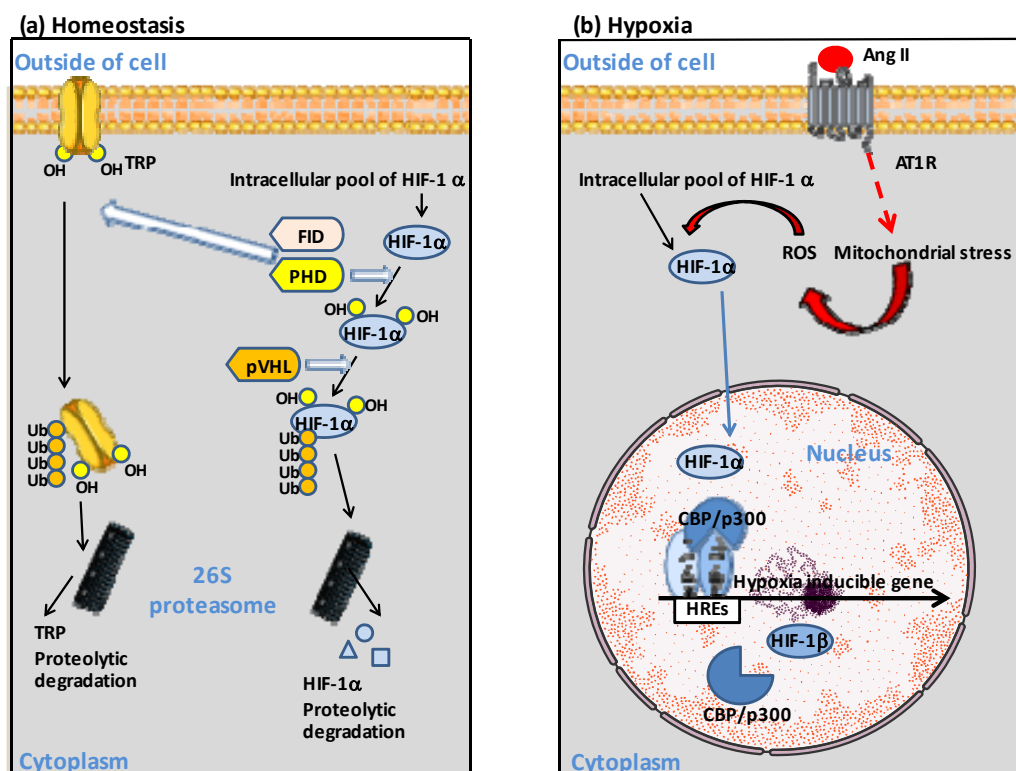 (a) Homeostasis
Outside of cell
OH
OH
TRP
Intracellular pool of HIF-1 α
FID
HIF-1α
PHD
OH
OH
HIF-1α
pVHL
OH
OH
HIF-1α
Ub
Ub
Ub
Ub
OH
OH
Ub
Ub
Ub
Ub
26S
proteasome
TRP
Proteolytic
degradation
HIF-1α
Proteolytic
degradation
Cytoplasm
(b) Hypoxia
Outside of cell
Ang II
AT1R
Intracellular pool of HIF-1 α
HIF-1α
ROS
Mitochondrial stress
Nucleus
HIF-1α
CBP/p300
Hypoxia inducible gene
HREs
HIF-1β
CBP/p300
Cytoplasm